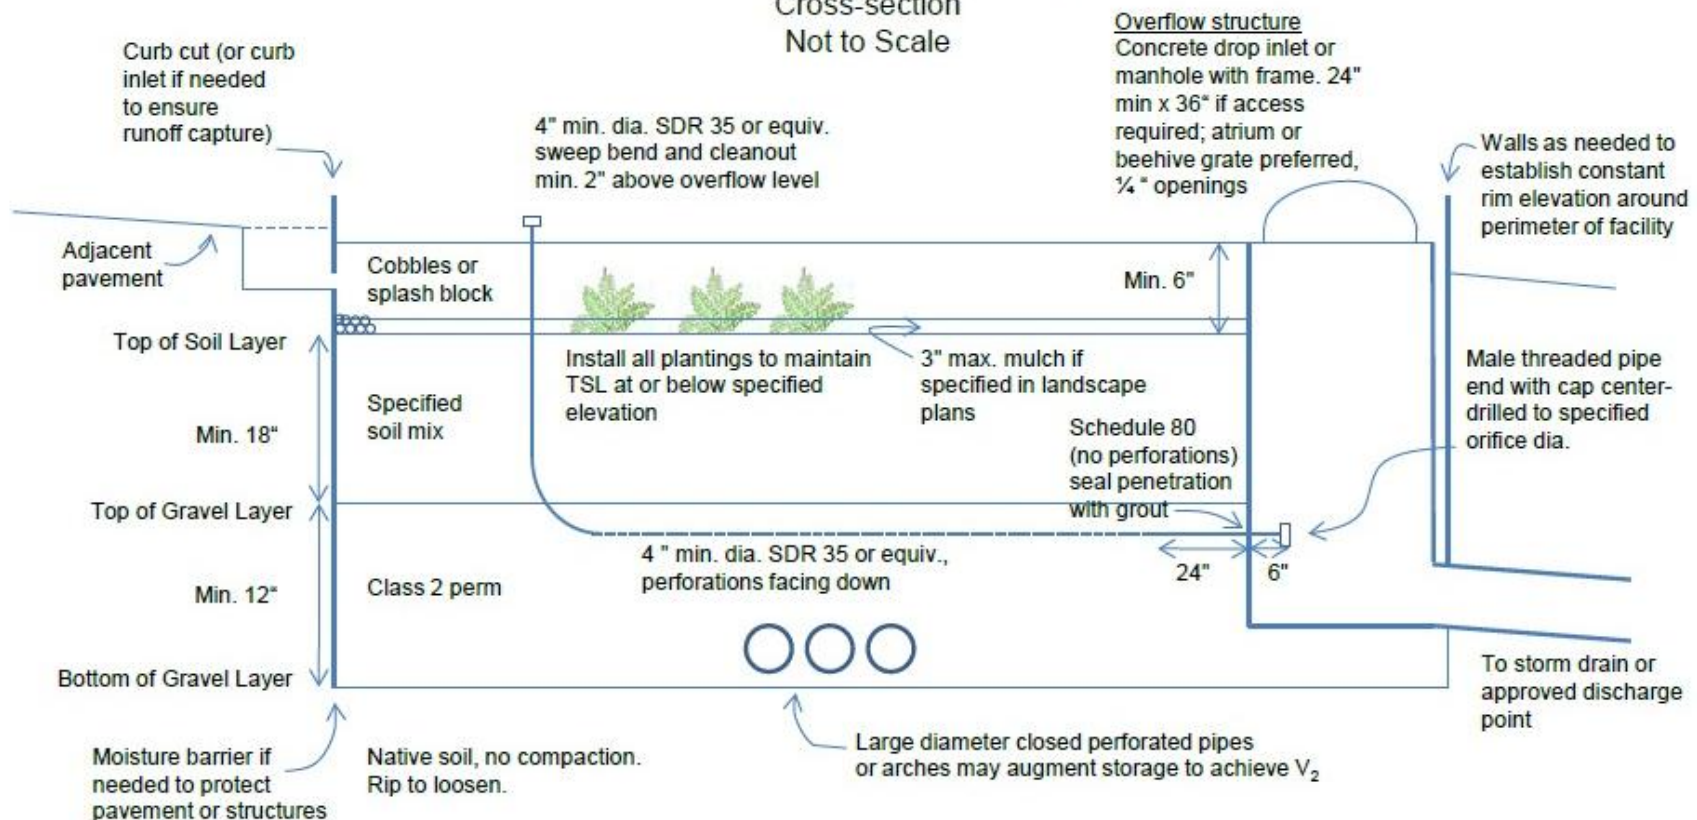 Cross-section
Not to Scale
Curb cut (or curb
inlet if needed
to ensure
runoff capture)
4" min. dia. SDR 35 or equiv.
sweep bend and cleanout
min. 2" above overflow level
Overflow structure
Concrete drop inlet or
manhole with frame. 24"
min x 36“ if access
required; atrium or
beehive grate preferred,
¼ “ openings
Walls as needed to
establish constant
rim elevation around
perimeter of facility
Adjacent
pavement
Cobbles or
splash block
Min. 6"
Top of Soil Layer
Install all plantings to maintain
TSL at or below specified
elevation
3" max. mulch if
specified in landscape
plans
Male threaded pipe
end with cap center-
drilled to specified
orifice dia.
Specified
soil mix
Min. 18“
Schedule 80
(no perforations)
seal penetration
with grout
Top of Gravel Layer
4 " min. dia. SDR 35 or equiv.,
perforations facing down
24"
6"
Min. 12“
Class 2 perm
Bottom of Gravel Layer
To storm drain or
approved discharge
point
Moisture barrier if
needed to protect
pavement or structures
Native soil, no compaction.
Rip to loosen.
Large diameter closed perforated pipes
or arches may augment storage to achieve V2